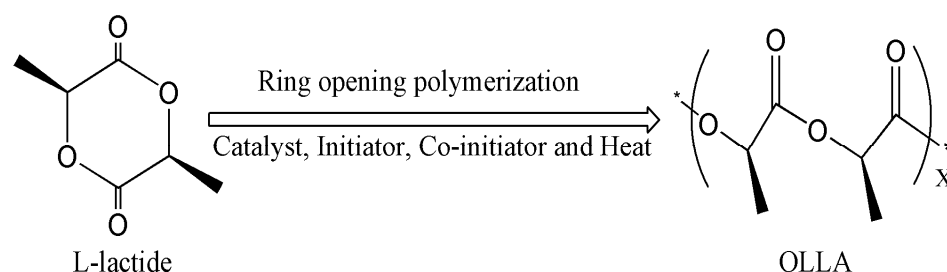 O
O
O
O
L-lactide
Ring opening polymerization
Catalyst, Initiator, Co-initiator and Heat
*
O
O
O
O
*
X
OLLA